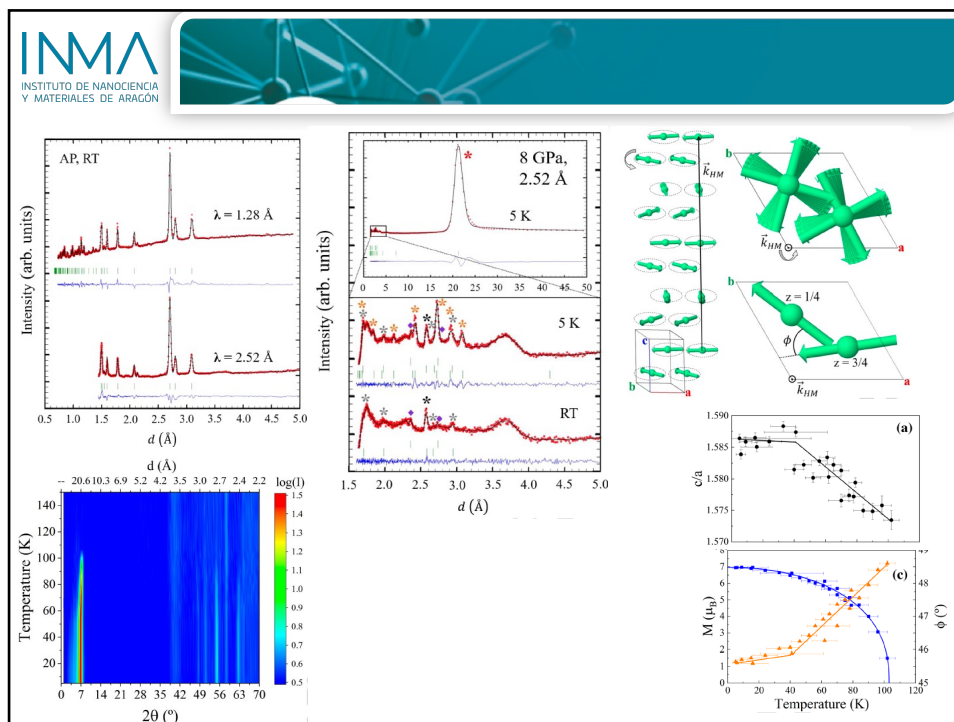 INMA
INSTITUTO DE NANOCIENCIA
Y MATERIALES DE ARAGÓN
AP, RT
λ = 1.28 Å
λ = 2.52 Å
Intensity (arb. units)
0.5 1.0 1.5 2.0 2.5 3.0 3.5 4.0 4.5 5.0
d (Å)
8 GPa,
2.52 Å
*
5 K
0 5 10 15 20 25 30 35 40 45 50
5 K
RT
Intensity (arb. units)
1.5 2.0 2.5 3.0 3.5 4.0 4.5 5.0
d (Å)
k⃗HM
b
k⃗HM
a
b
z = 1/4
ϕ
z = 3/4
k⃗HM
a
c
b
a
d (Å)
-- 20.6 10.3 6.9 5.2 4.2 3.5 3.0 2.7 2.4 2.2
log(I)
Temperature (K)
140
120
100
80
60
40
20
0 7 14 21 28 35 42 49 56 63 70
2θ (º)
1.5
1.4
1.3
1.2
1.1
1.0
0.9
0.8
0.7
0.6
0.5
(a)
c/a
1.590
1.585
1.580
1.575
1.570
(c)
M (μB)
8
7
6
5
4
3
2
1
0
49
48
47
46
45
ϕ (º)
0 20 40 60 80 100
Temperature (K)